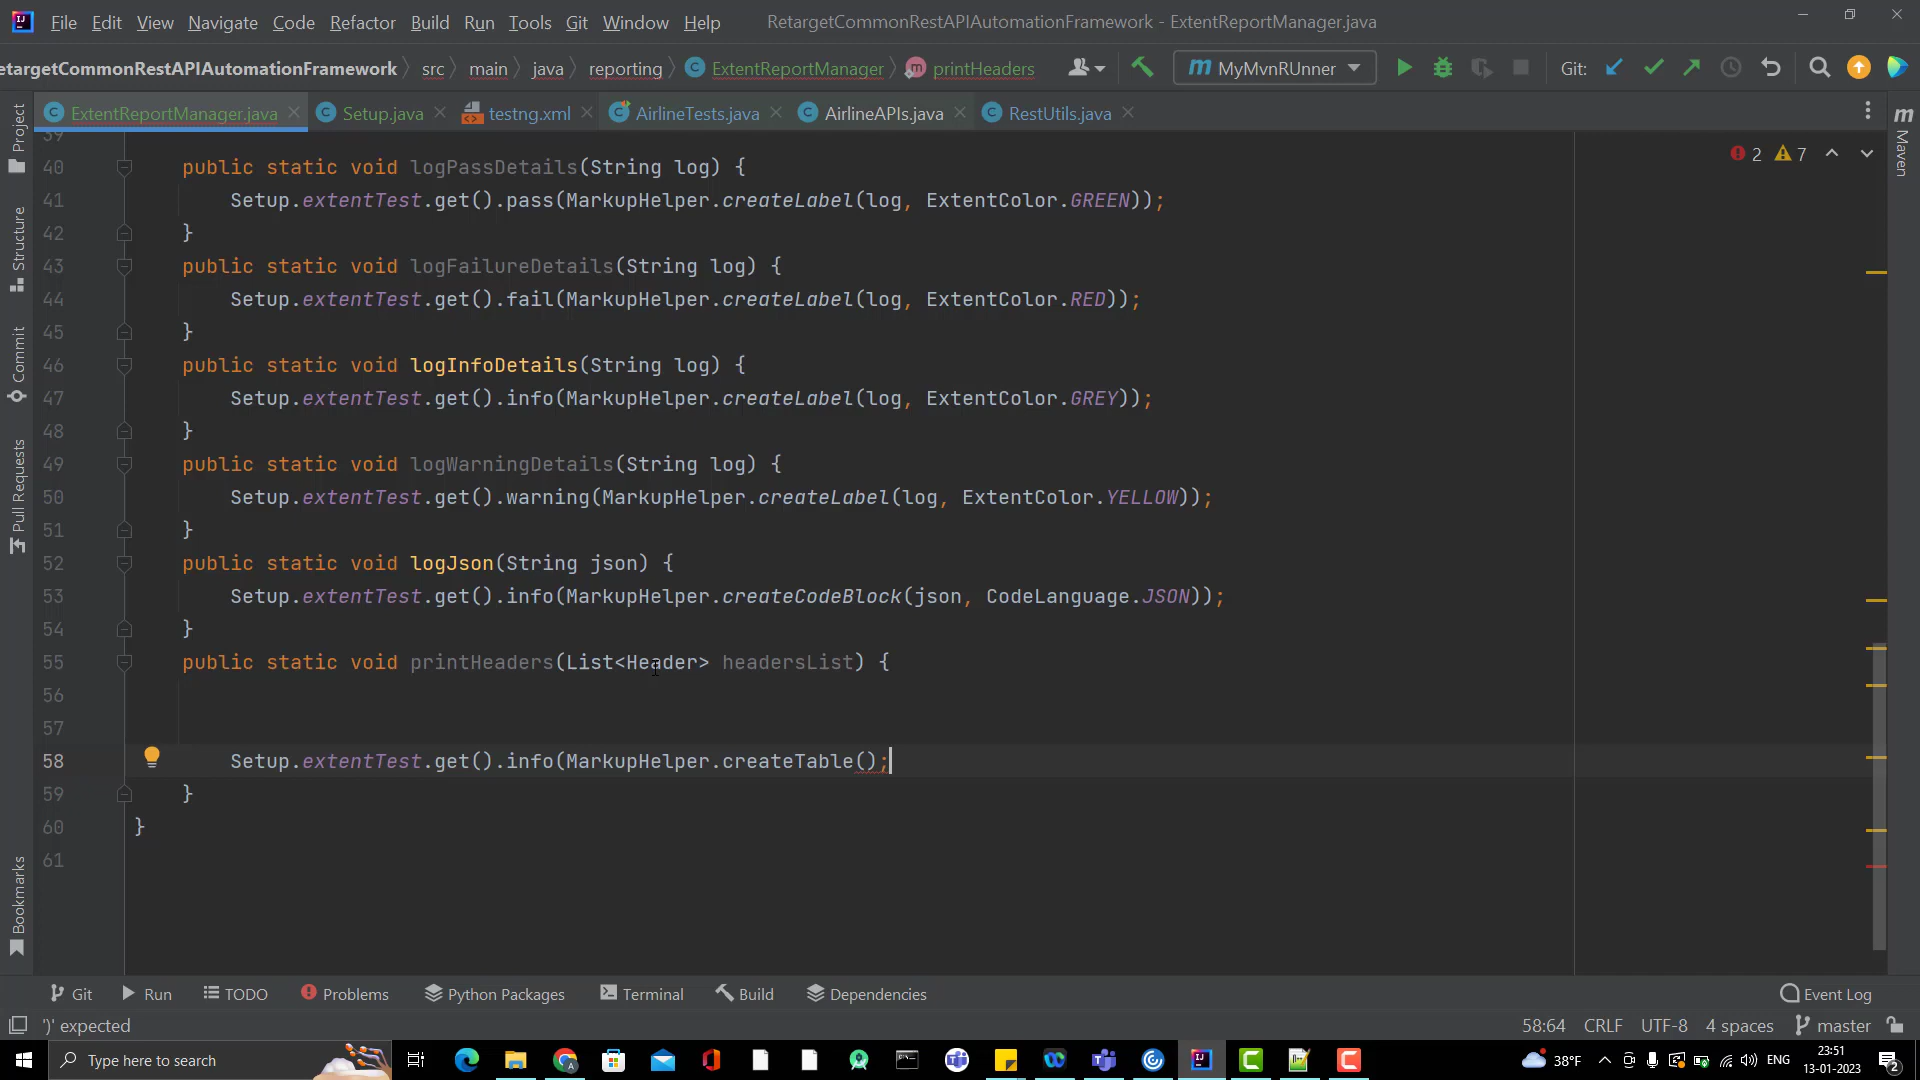 File Edit View Navigate Code Refactor Build Run Tools Git Window Help RetargetCommonRestAPIAutomationFramework - ExtentReportManager.java
etargetCommonRestAPIAutomationFramework src main java reporting ExtentReportManager printHeaders MyMvnRUnner Git:
ExtentReportManager.java Setup.java testng.xml AirlineTests.java AirlineAPIs.java RestUtils.java
39
40 public static void logPassDetails(String log) { 2 7
41 Setup.extentTest.get().pass(MarkupHelper.createLabel(log, ExtentColor.GREEN));
42 }
43 public static void logFailureDetails(String log) {
44 Setup.extentTest.get().fail(MarkupHelper.createLabel(log, ExtentColor.RED));
45 }
46 public static void logInfoDetails(String log) {
47 Setup.extentTest.get().info(MarkupHelper.createLabel(log, ExtentColor.GREY));
48 }
49 public static void logWarningDetails(String log) {
50 Setup.extentTest.get().warning(MarkupHelper.createLabel(log, ExtentColor.YELLOW));
51 }
52 public static void logJson(String json) {
53 Setup.extentTest.get().info(MarkupHelper.createCodeBlock(json, CodeLanguage.JSON));
54 }
55 public static void printHeaders(List<Header> headersList) {
56
57
58 Setup.extentTest.get().info(MarkupHelper.createTable();
59 }
60 }
61
Project
Structure
Commit
Pull Requests
Bookmarks
m
Maven
Git Run TODO Problems Python Packages Terminal Build Dependencies Event Log
')' expected 58:64 CRLF UTF-8 4 spaces master
Type here to search 38°F ENG 23:51
13-01-2023 2